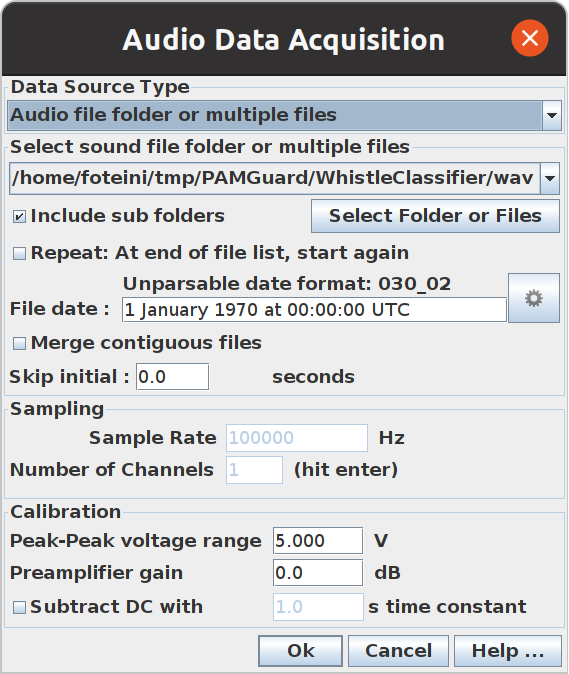 Audio Data Acquisition
Data Source Type
Audio file folder or multiple files
Select sound file folder or multiple files
/home/foteini/tmp/PAMGuard/WhistleClassifier/wav
Include sub folders
Select Folder or Files
Repeat: At end of file list, start again
Unparsable date format: 030_02
File date : 1 January 1970 at 00:00:00 UTC
Merge contiguous files
Skip initial : 0.0 seconds
Sampling
Sample Rate 100000 Hz
Number of Channels 1 (hit enter)
Calibration
Peak-Peak voltage range 5.000 V
Preamplifier gain 0.0 dB
Subtract DC with 1.0 s time constant
Ok Cancel Help ...